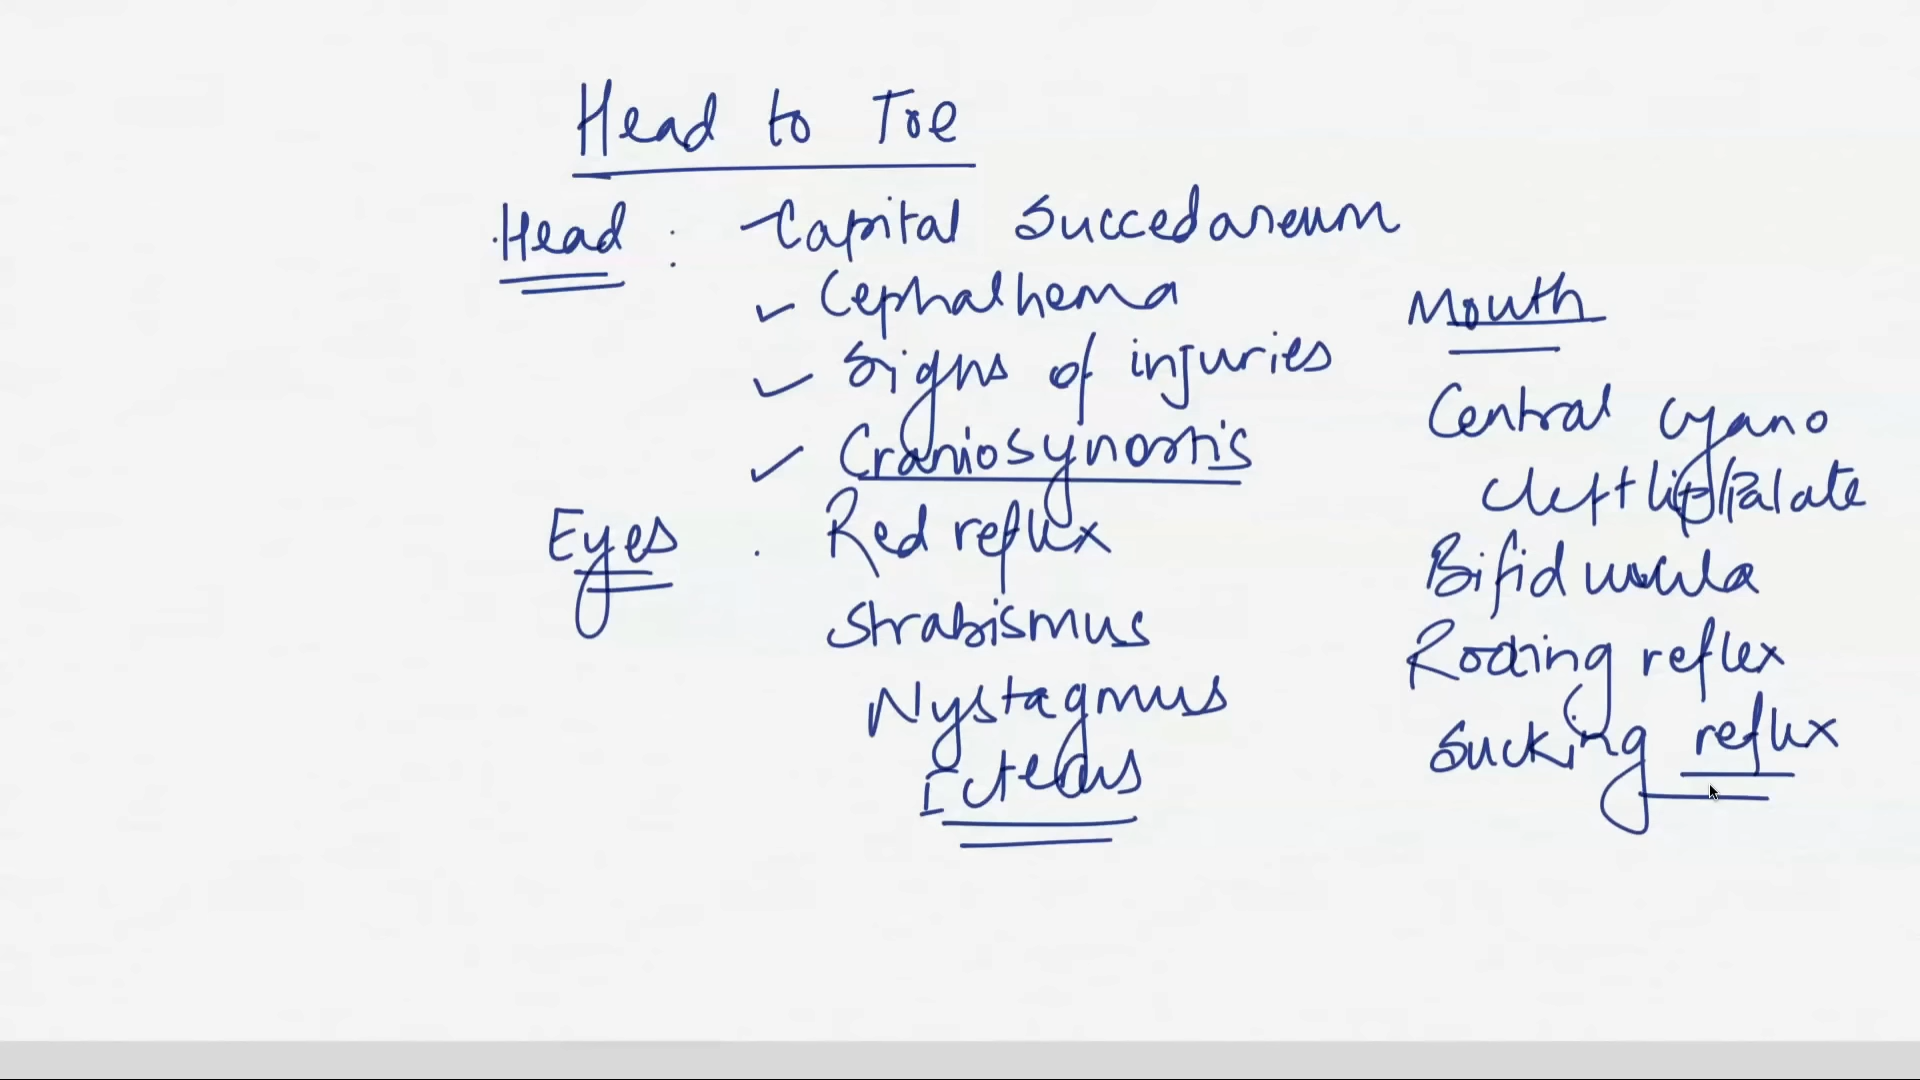 Head to Toe
Head : Capital Succedaneum
Cephalhema
Signs of injuries
Craniosynostis
Eyes . Red reflex
Strabismus
Nystagmus
Icterus
Mouth
Central cyano
cleft lip/Palate
Bifid uvula
Rooting reflex
Sucking reflex